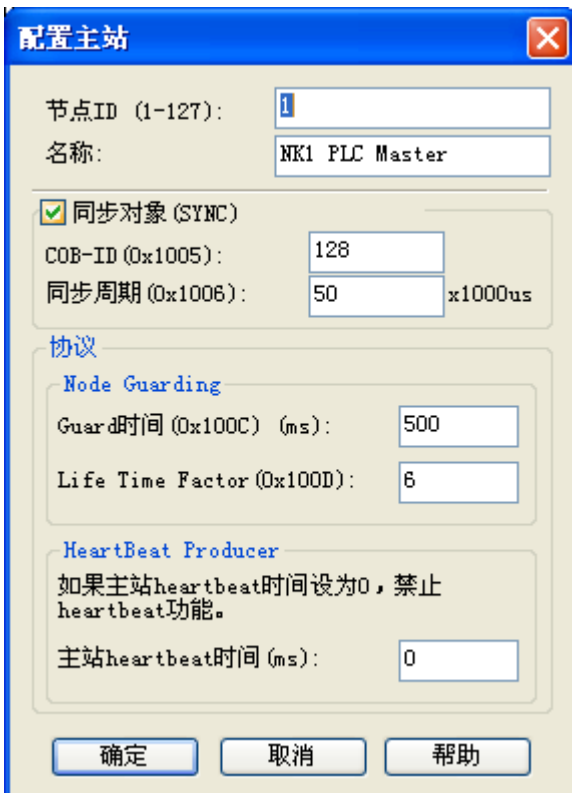 配置主站
节点ID (1-127): 1
名称: NK1 PLC Master
同步对象(SYNC)
COB-ID(0x1005): 128
同步周期(0x1006): 50 x1000us
协议
Node Guarding
Guard时间(0x100C) (ms): 500
Life Time Factor(0x100D): 6
HeartBeat Producer
如果主站heartbeat时间设为0，禁止
heartbeat功能。
主站heartbeat时间(ms): 0
确定 取消 帮助